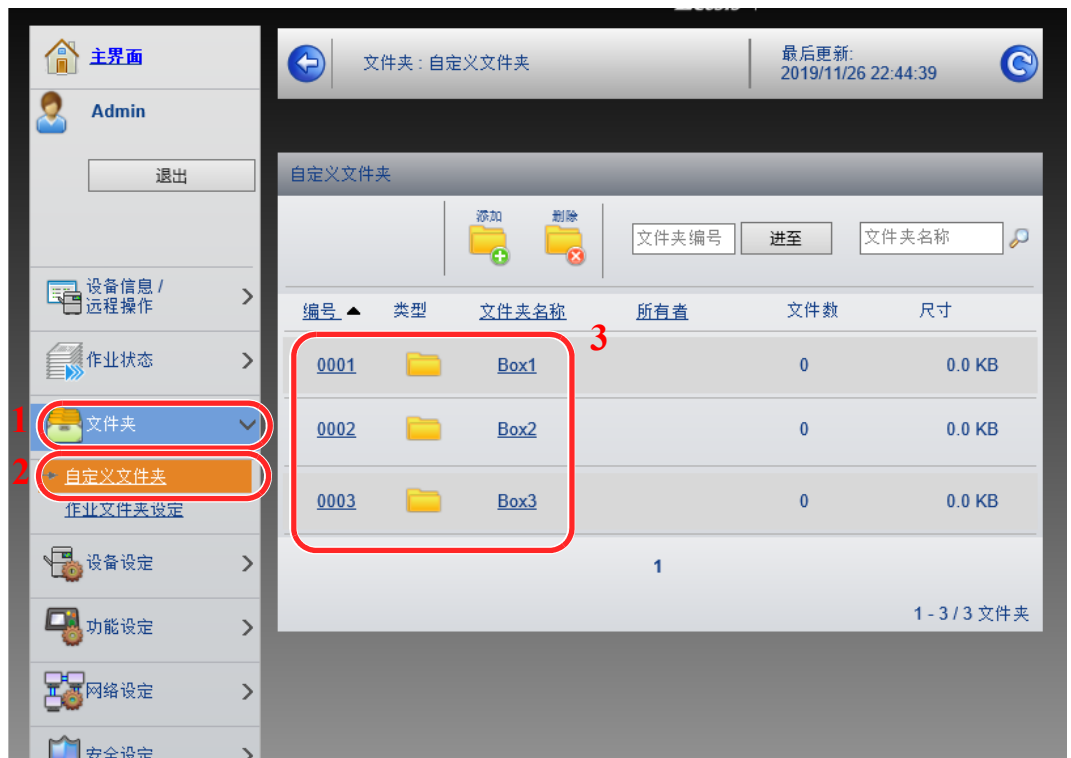 主界面
Admin
退出
设备信息 /
远程操作
作业状态
1
文件夹
2
自定义文件夹
作业文件夹设定
设备设定
功能设定
网络设定
安全设定
文件夹 : 自定义文件夹
最后更新:
2019/11/26 22:44:39
自定义文件夹
添加 删除
文件夹编号 进至 文件夹名称
编号 类型 文件夹名称 所有者 文件数 尺寸
3
0001 Box1 0 0.0 KB
0002 Box2 0 0.0 KB
0003 Box3 0 0.0 KB
1
1 - 3 / 3 文件夹